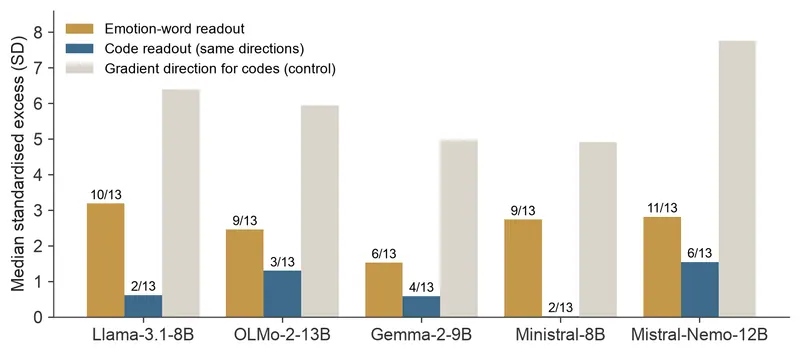 Emotion-word readout
Code readout (same directions)
Gradient direction for codes (control)
Median standardised excess (SD)
8
7
6
5
4
3
2
1
0
10/13
2/13
9/13
3/13
6/13
4/13
9/13
2/13
11/13
6/13
Llama-3.1-8B
OLMo-2-13B
Gemma-2-9B
Ministral-8B
Mistral-Nemo-12B